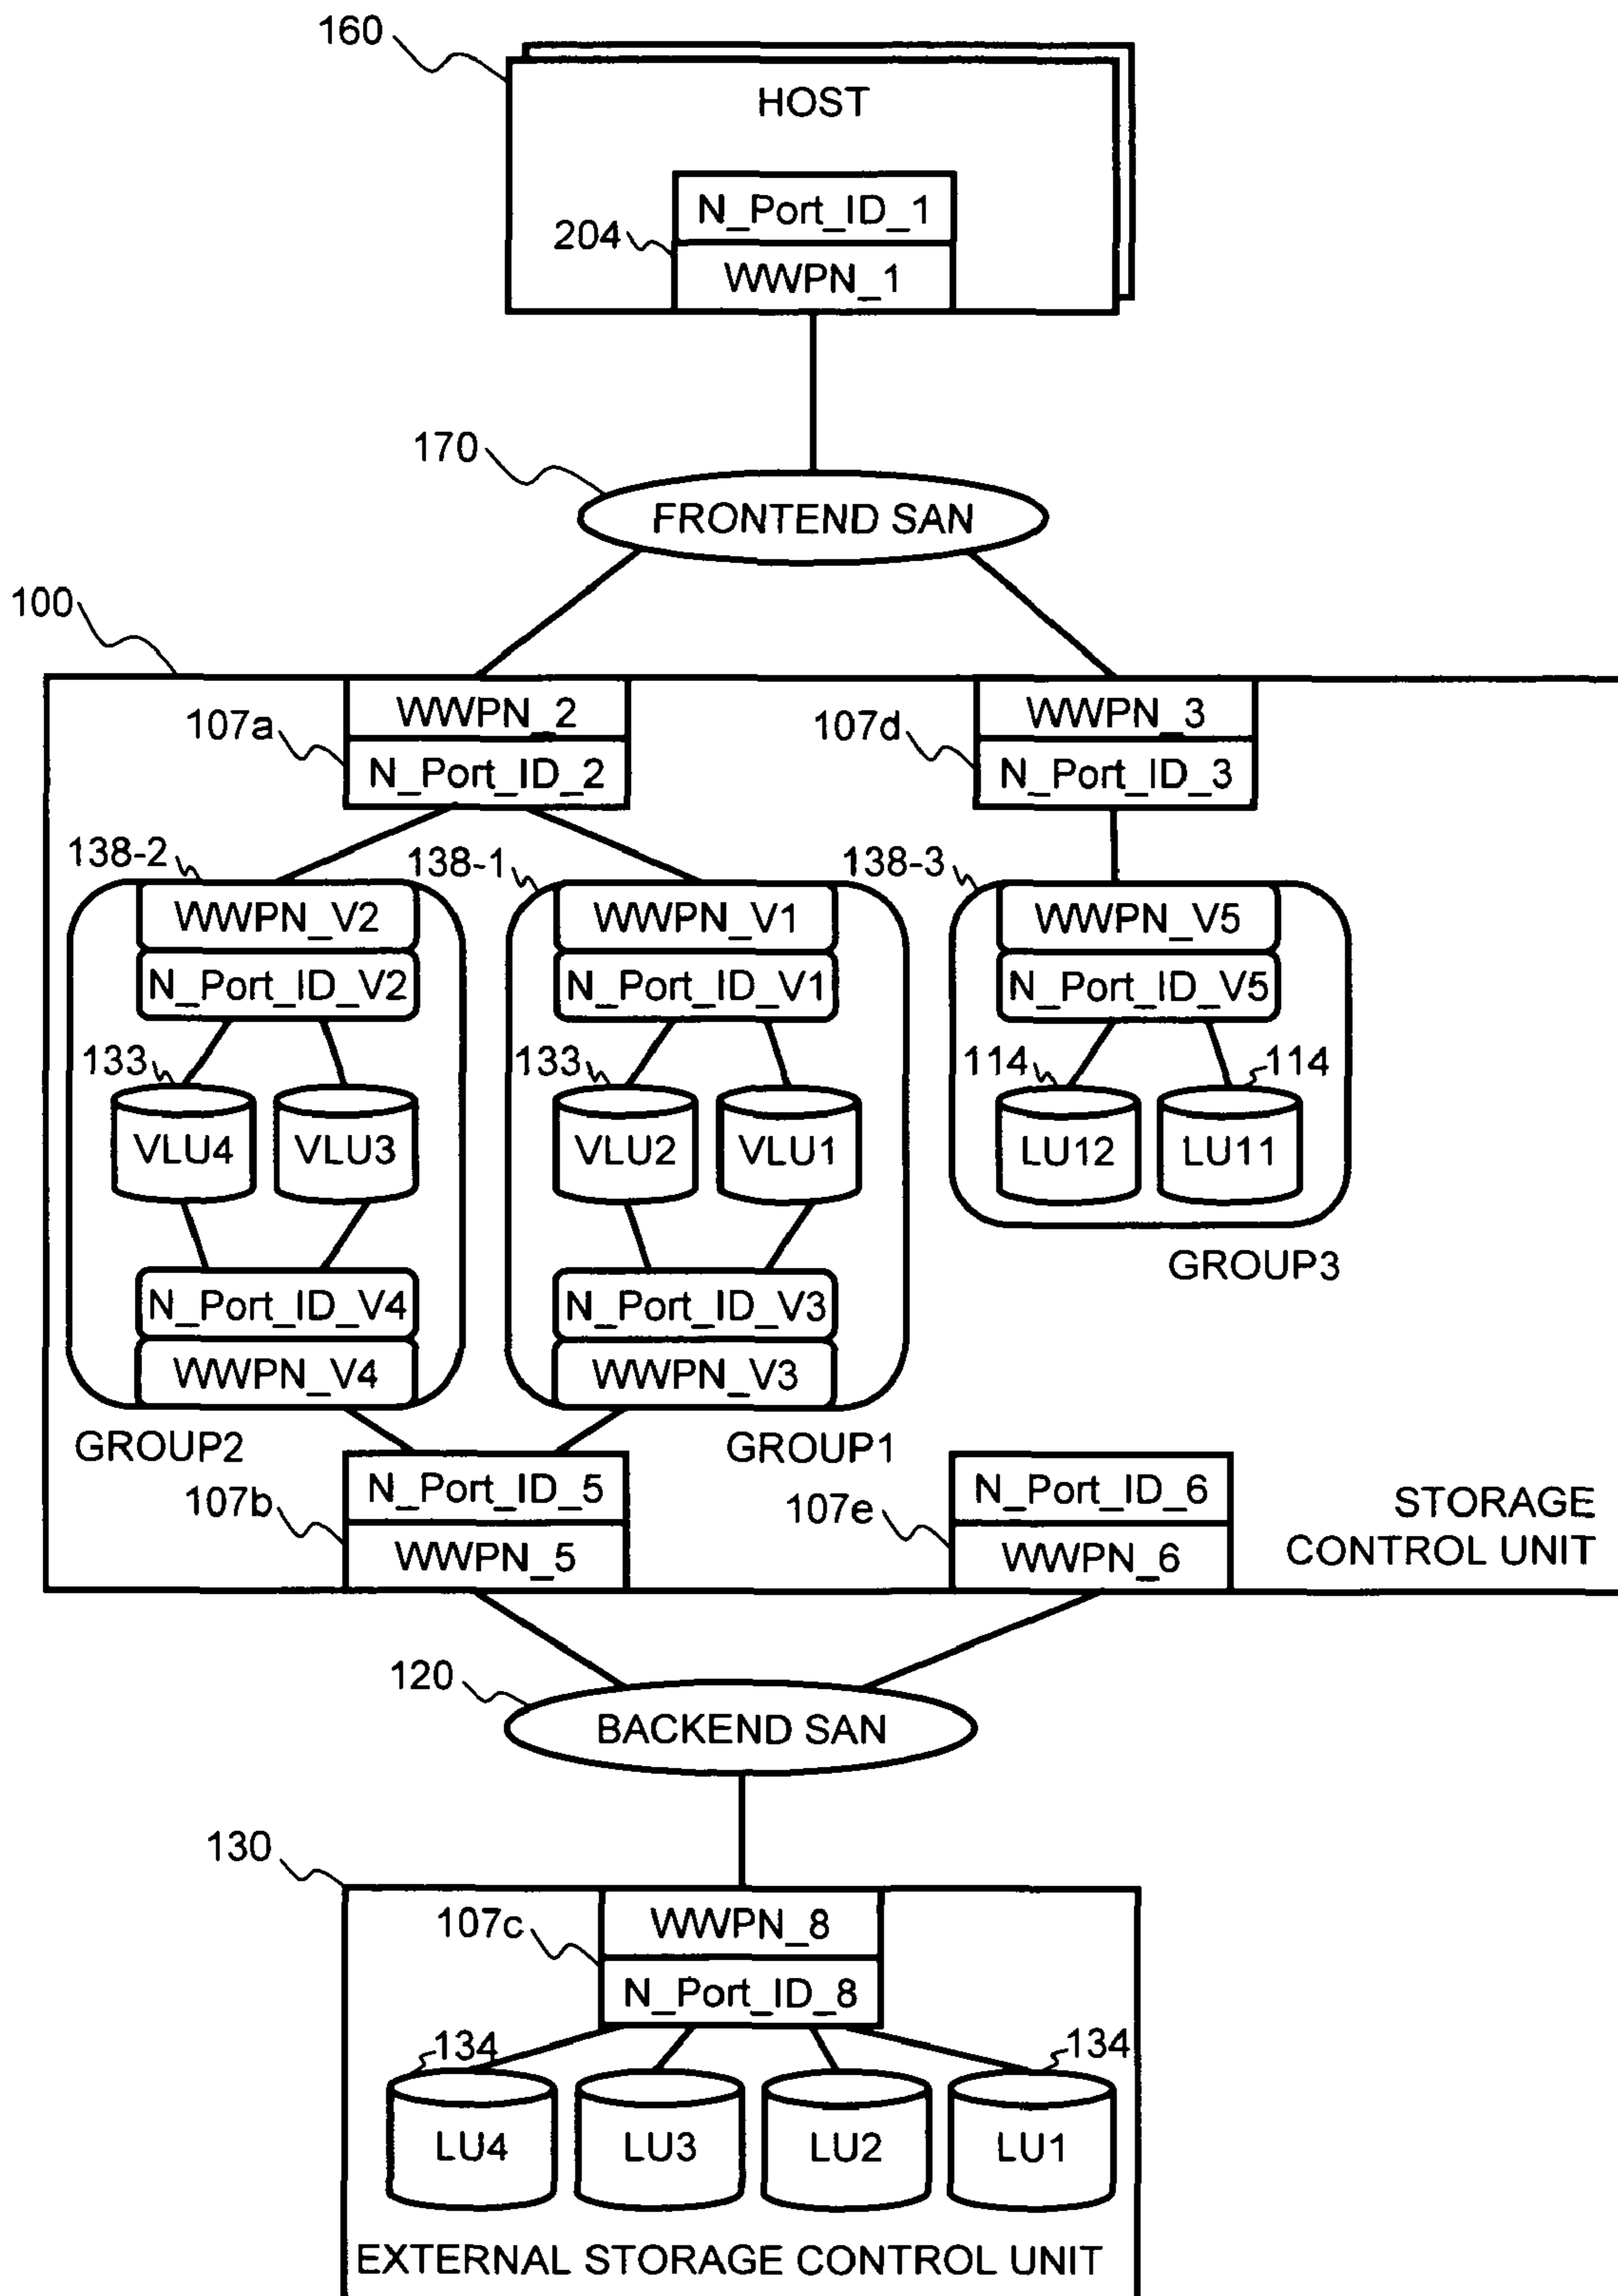 160
HOST
N_Port_ID_1
204
WWPN_1
170
FRONTEND SAN
100
WWPN_2
WWPN_3
107a
107d
N_Port_ID_2
N_Port_ID_3
138-2
138-1
138-3
WWPN_V2
WWPN_V1
WWPN_V5
N_Port_ID_V2
N_Port_ID_V1
N_Port_ID_V5
133
133
114
114
VLU4
VLU3
VLU2
VLU1
LU12
LU11
GROUP3
N_Port_ID_V4
N_Port_ID_V3
WWPN_V4
WWPN_V3
GROUP2
GROUP1
N_Port_ID_5
N_Port_ID_6
107b
107e
WWPN_5
WWPN_6
STORAGE
CONTROL UNIT
120
BACKEND SAN
130
107c
WWPN_8
N_Port_ID_8
134
134
LU4
LU3
LU2
LU1
EXTERNAL STORAGE CONTROL UNIT